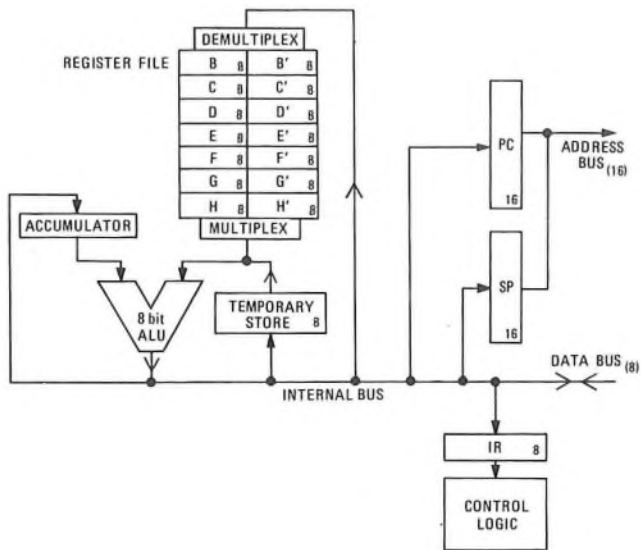 DEMULTIPLEX
REGISTER FILE
B 8 B' 8
C 8 C' 8
D 8 D' 8
E 8 E' 8
F 8 F' 8
G 8 G' 8
H 8 H' 8
MULTIPLEX
ACCUMULATOR
8 bit
ALU
TEMPORARY
STORE 8
INTERNAL BUS
PC
16
ADDRESS
BUS (16)
SP
16
DATA BUS (8)
IR 8
CONTROL
LOGIC